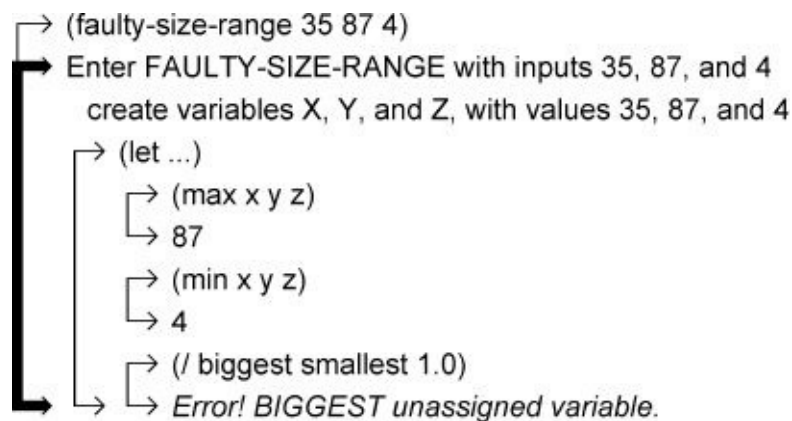 (faulty-size-range 35 87 4)
Enter FAULTY-SIZE-RANGE with inputs 35, 87, and 4
create variables X, Y, and Z, with values 35, 87, and 4
(let ...)
(max x y z)
87
(min x y z)
4
(/ biggest smallest 1.0)
Error! BIGGEST unassigned variable.